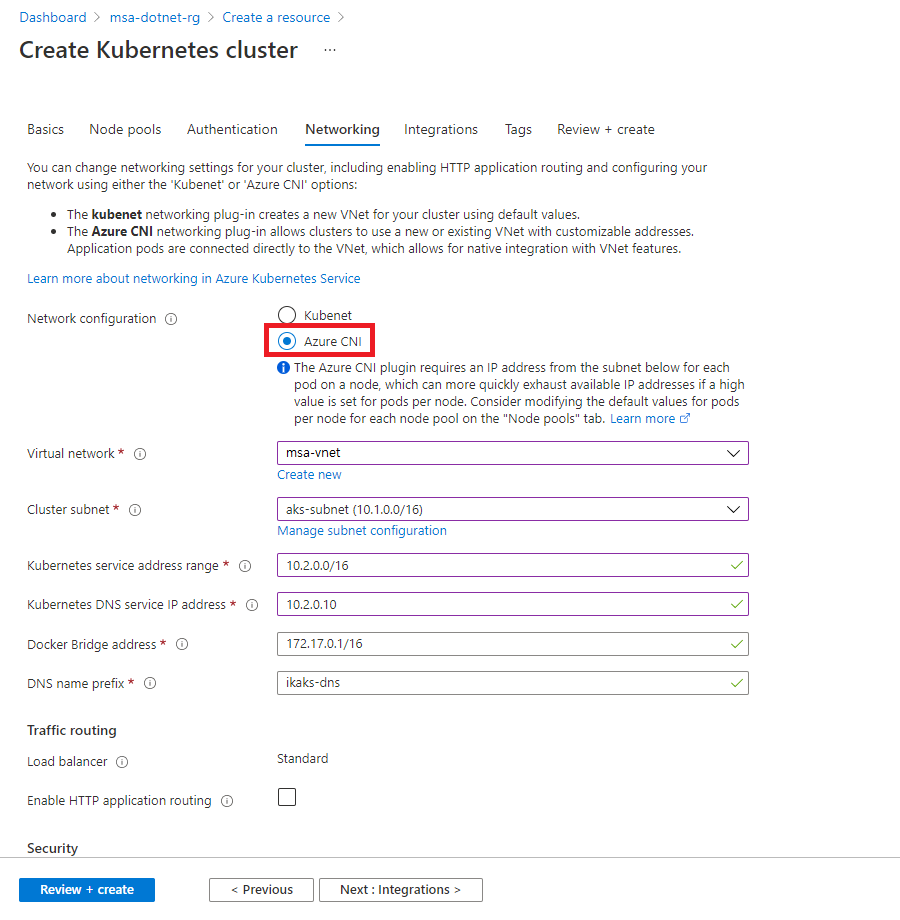 Dashboard > msa-dotnet-rg > Create a resource >
Create Kubernetes cluster ...
Basics Node pools Authentication Networking Integrations Tags Review + create
You can change networking settings for your cluster, including enabling HTTP application routing and configuring your
network using either the 'Kubenet' or 'Azure CNI' options:
• The kubenet networking plug-in creates a new VNet for your cluster using default values.
• The Azure CNI networking plug-in allows clusters to use a new or existing VNet with customizable addresses.
Application pods are connected directly to the VNet, which allows for native integration with VNet features.
Learn more about networking in Azure Kubernetes Service
Network configuration
Kubenet
Azure CNI
The Azure CNI plugin requires an IP address from the subnet below for each
pod on a node, which can more quickly exhaust available IP addresses if a high
value is set for pods per node. Consider modifying the default values for pods
per node for each node pool on the "Node pools" tab. Learn more
Virtual network * msa-vnet
Create new
Cluster subnet * aks-subnet (10.1.0.0/16)
Manage subnet configuration
Kubernetes service address range * 10.2.0.0/16
Kubernetes DNS service IP address * 10.2.0.10
Docker Bridge address * 172.17.0.1/16
DNS name prefix * ikaks-dns
Traffic routing
Load balancer Standard
Enable HTTP application routing
Security
Review + create < Previous Next : Integrations >